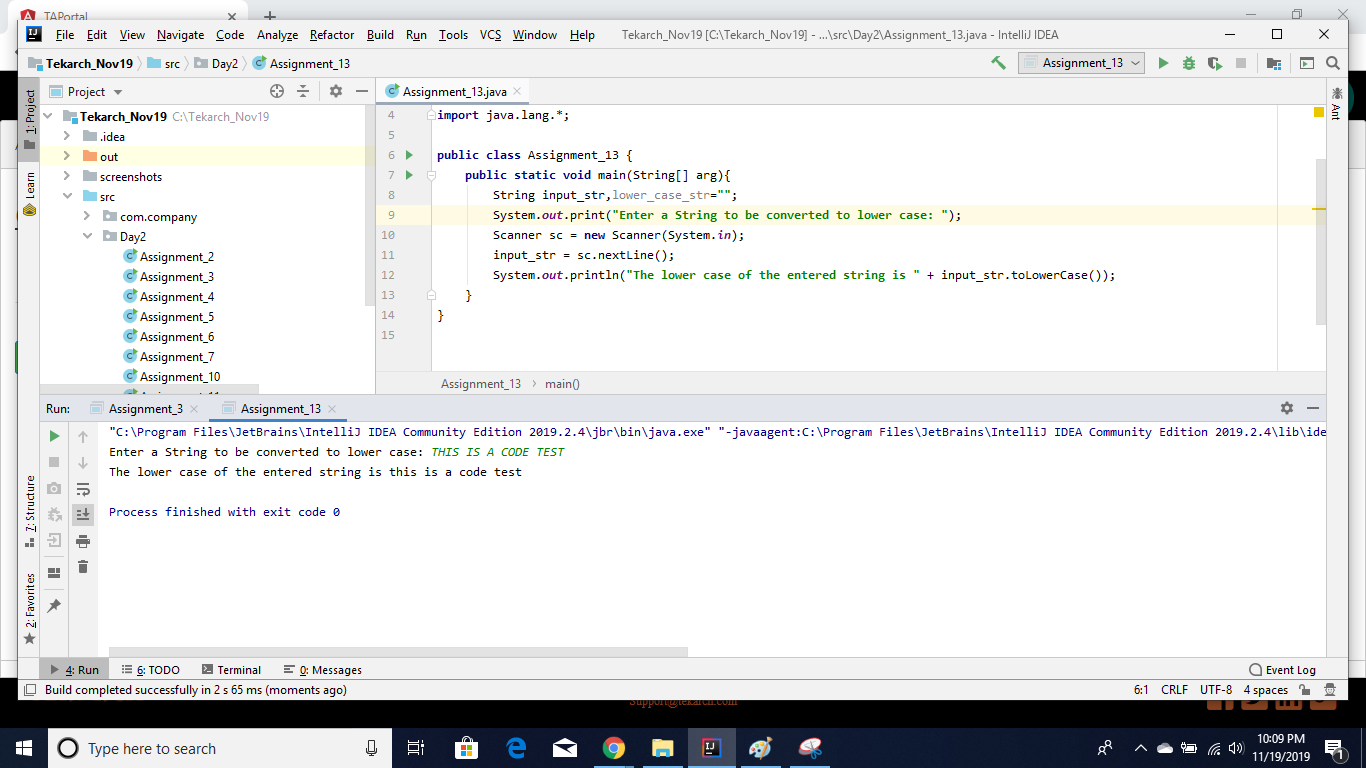 TAPortal
File Edit View Navigate Code Analyze Refactor Build Run Tools VCS Window Help Tekarch_Nov19 [C:\Tekarch_Nov19] - ...\src\Day2\Assignment_13.java - IntelliJ IDEA
Tekarch_Nov19 src Day2 Assignment_13 Assignment_13
1: Project
Learn
7: Structure
2: Favorites
Ant
Project
Tekarch_Nov19 C:\Tekarch_Nov19
.idea
out
screenshots
src
com.company
Day2
Assignment_2
Assignment_3
Assignment_4
Assignment_5
Assignment_6
Assignment_7
Assignment_10
Assignment_13.java
4 import java.lang.*;
5
6 public class Assignment_13 {
7 public static void main(String[] arg){
8 String input_str,lower_case_str="";
9 System.out.print("Enter a String to be converted to lower case: ");
10 Scanner sc = new Scanner(System.in);
11 input_str = sc.nextLine();
12 System.out.println("The lower case of the entered string is " + input_str.toLowerCase());
13 }
14 }
15
Assignment_13 › main()
Run: Assignment_3 Assignment_13
"C:\Program Files\JetBrains\IntelliJ IDEA Community Edition 2019.2.4\jbr\bin\java.exe" "-javaagent:C:\Program Files\JetBrains\IntelliJ IDEA Community Edition 2019.2.4\lib\ide
Enter a String to be converted to lower case: THIS IS A CODE TEST
The lower case of the entered string is this is a code test
Process finished with exit code 0
4: Run 6: TODO Terminal 0: Messages Event Log
Build completed successfully in 2 s 65 ms (moments ago) 6:1 CRLF UTF-8 4 spaces
Support@tekarch.com
Type here to search
10:09 PM
11/19/2019
1